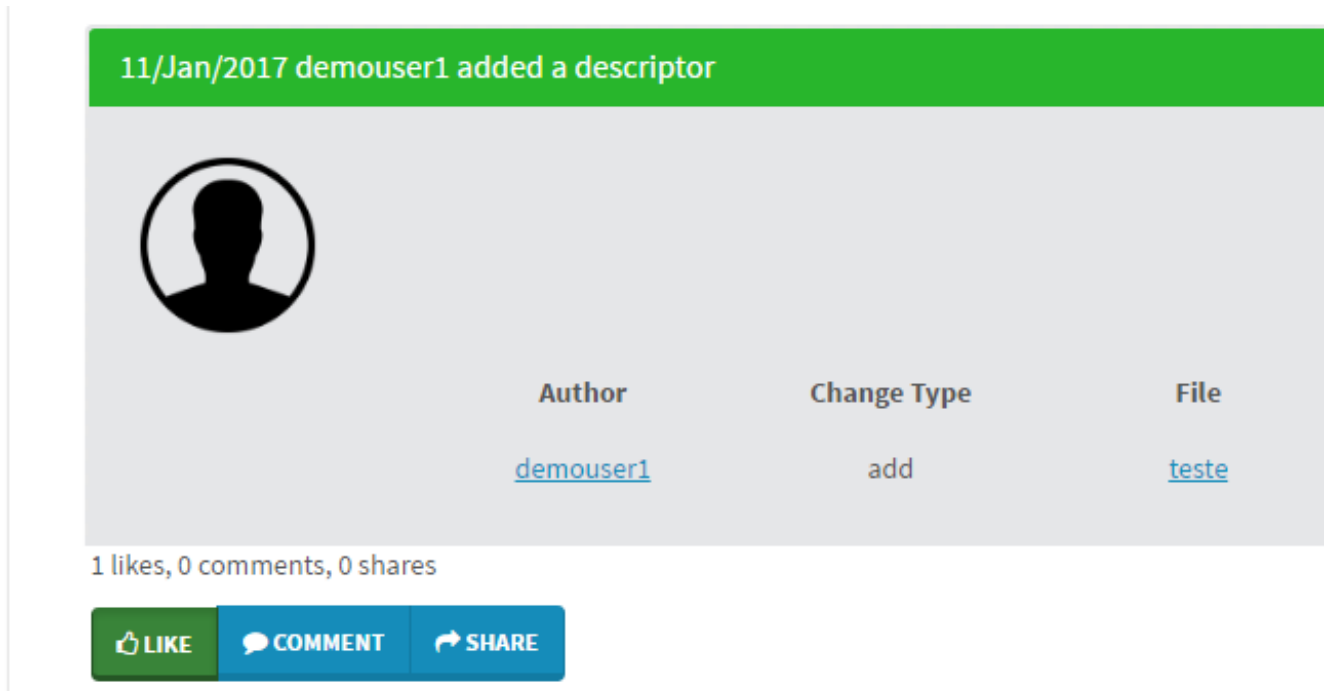 11/Jan/2017 demouser1 added a descriptor
Author Change Type File
demouser1 add teste
1 likes, 0 comments, 0 shares
LIKE COMMENT SHARE